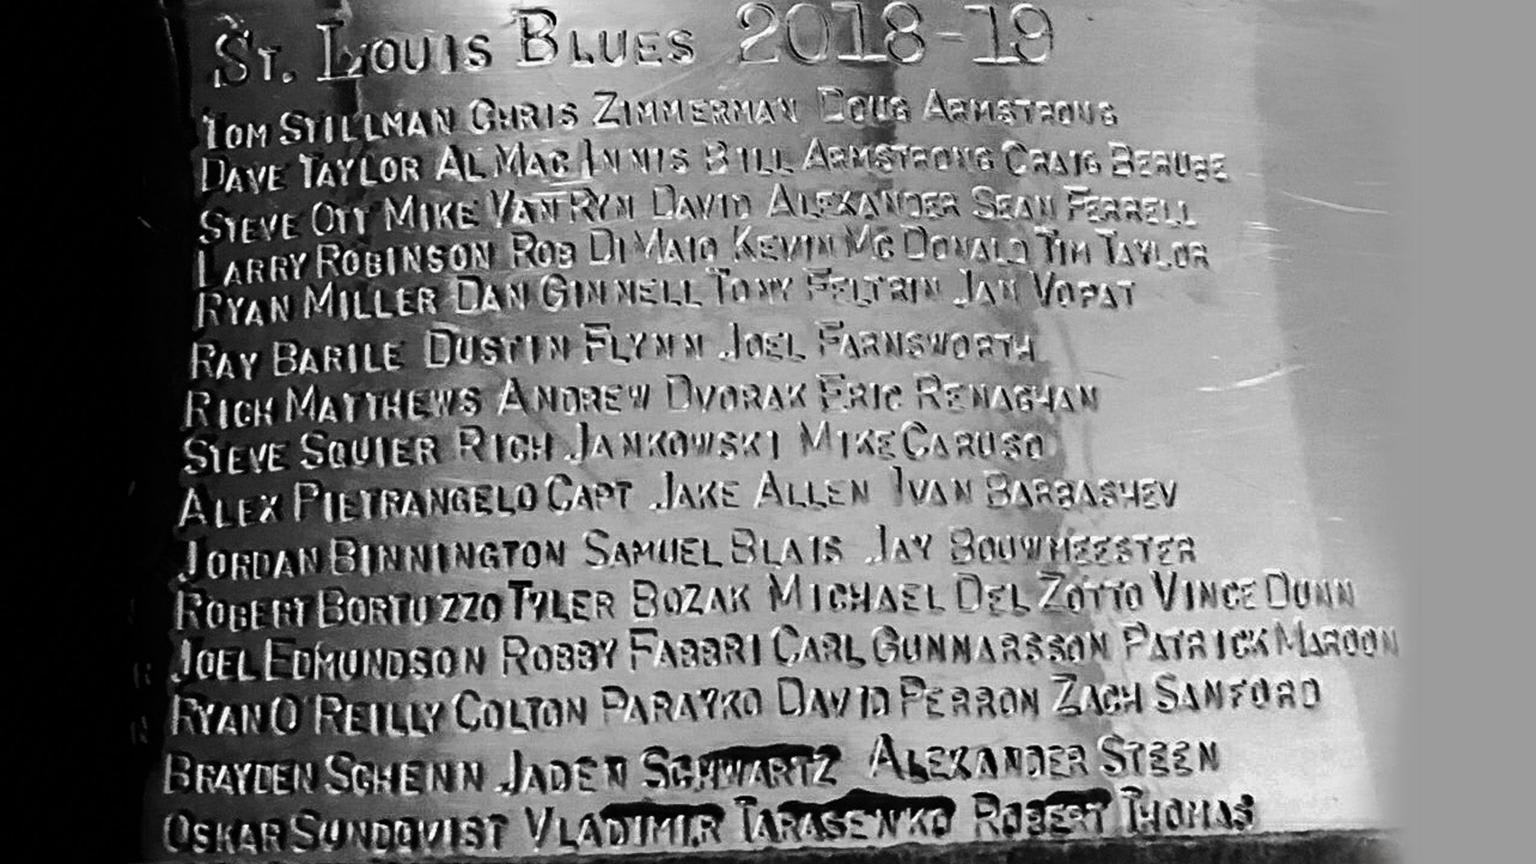 ST. LOUIS BLUES 2018-19
TOM STILLMAN CHRIS ZIMMERMAN DOUG ARMSTRONG
DAVE TAYLOR AL MAC INNIS BILL ARMSTRONG CRAIG BERUBE
STEVE OTT MIKE VAN RYN DAVID ALEXANDER SEAN FERRELL
LARRY ROBINSON ROB DI MAIO KEVIN MC DONALD TIM TAYLOR
RYAN MILLER DAN GINNELL TONY FELTRIN JAN VOPAT
RAY BARILE DUSTIN FLYNN JOEL FARNSWORTH
RICH MATTHEWS ANDREW DVORAK ERIC RENAGHAN
STEVE SQUIER RICH JANKOWSKI MIKE CARUSO
ALEX PIETRANGELO CAPT JAKE ALLEN IVAN BARBASHEV
JORDAN BINNINGTON SAMUEL BLAIS JAY BOUWMEESTER
ROBERT BORTUZZO TYLER BOZAK MICHAEL DEL ZOTTO VINCE DUNN
JOEL EDMUNDSON ROBBY FABBRI CARL GUNNARSSON PATRICK MAROON
RYAN O'REILLY COLTON PARAYKO DAVID PERRON ZACH SANFORD
BRAYDEN SCHENN JADEN SCHWARTZ ALEXANDER STEEN
OSKAR SUNDQVIST VLADIMIR TARASENKO ROBERT THOMAS